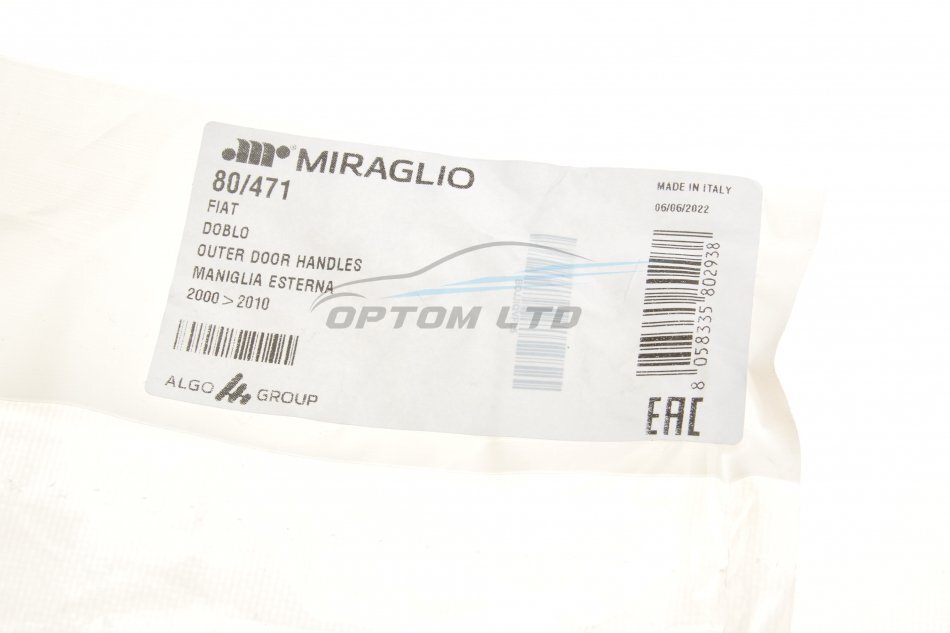 MIRAGLIO
80/471
FIAT
DOBLO
OUTER DOOR HANDLES
MANIGLIA ESTERNA
2000 > 2010
ALGO GROUP
MADE IN ITALY
06/06/2022
8 058335 802938
EAC
OPTOM LTD